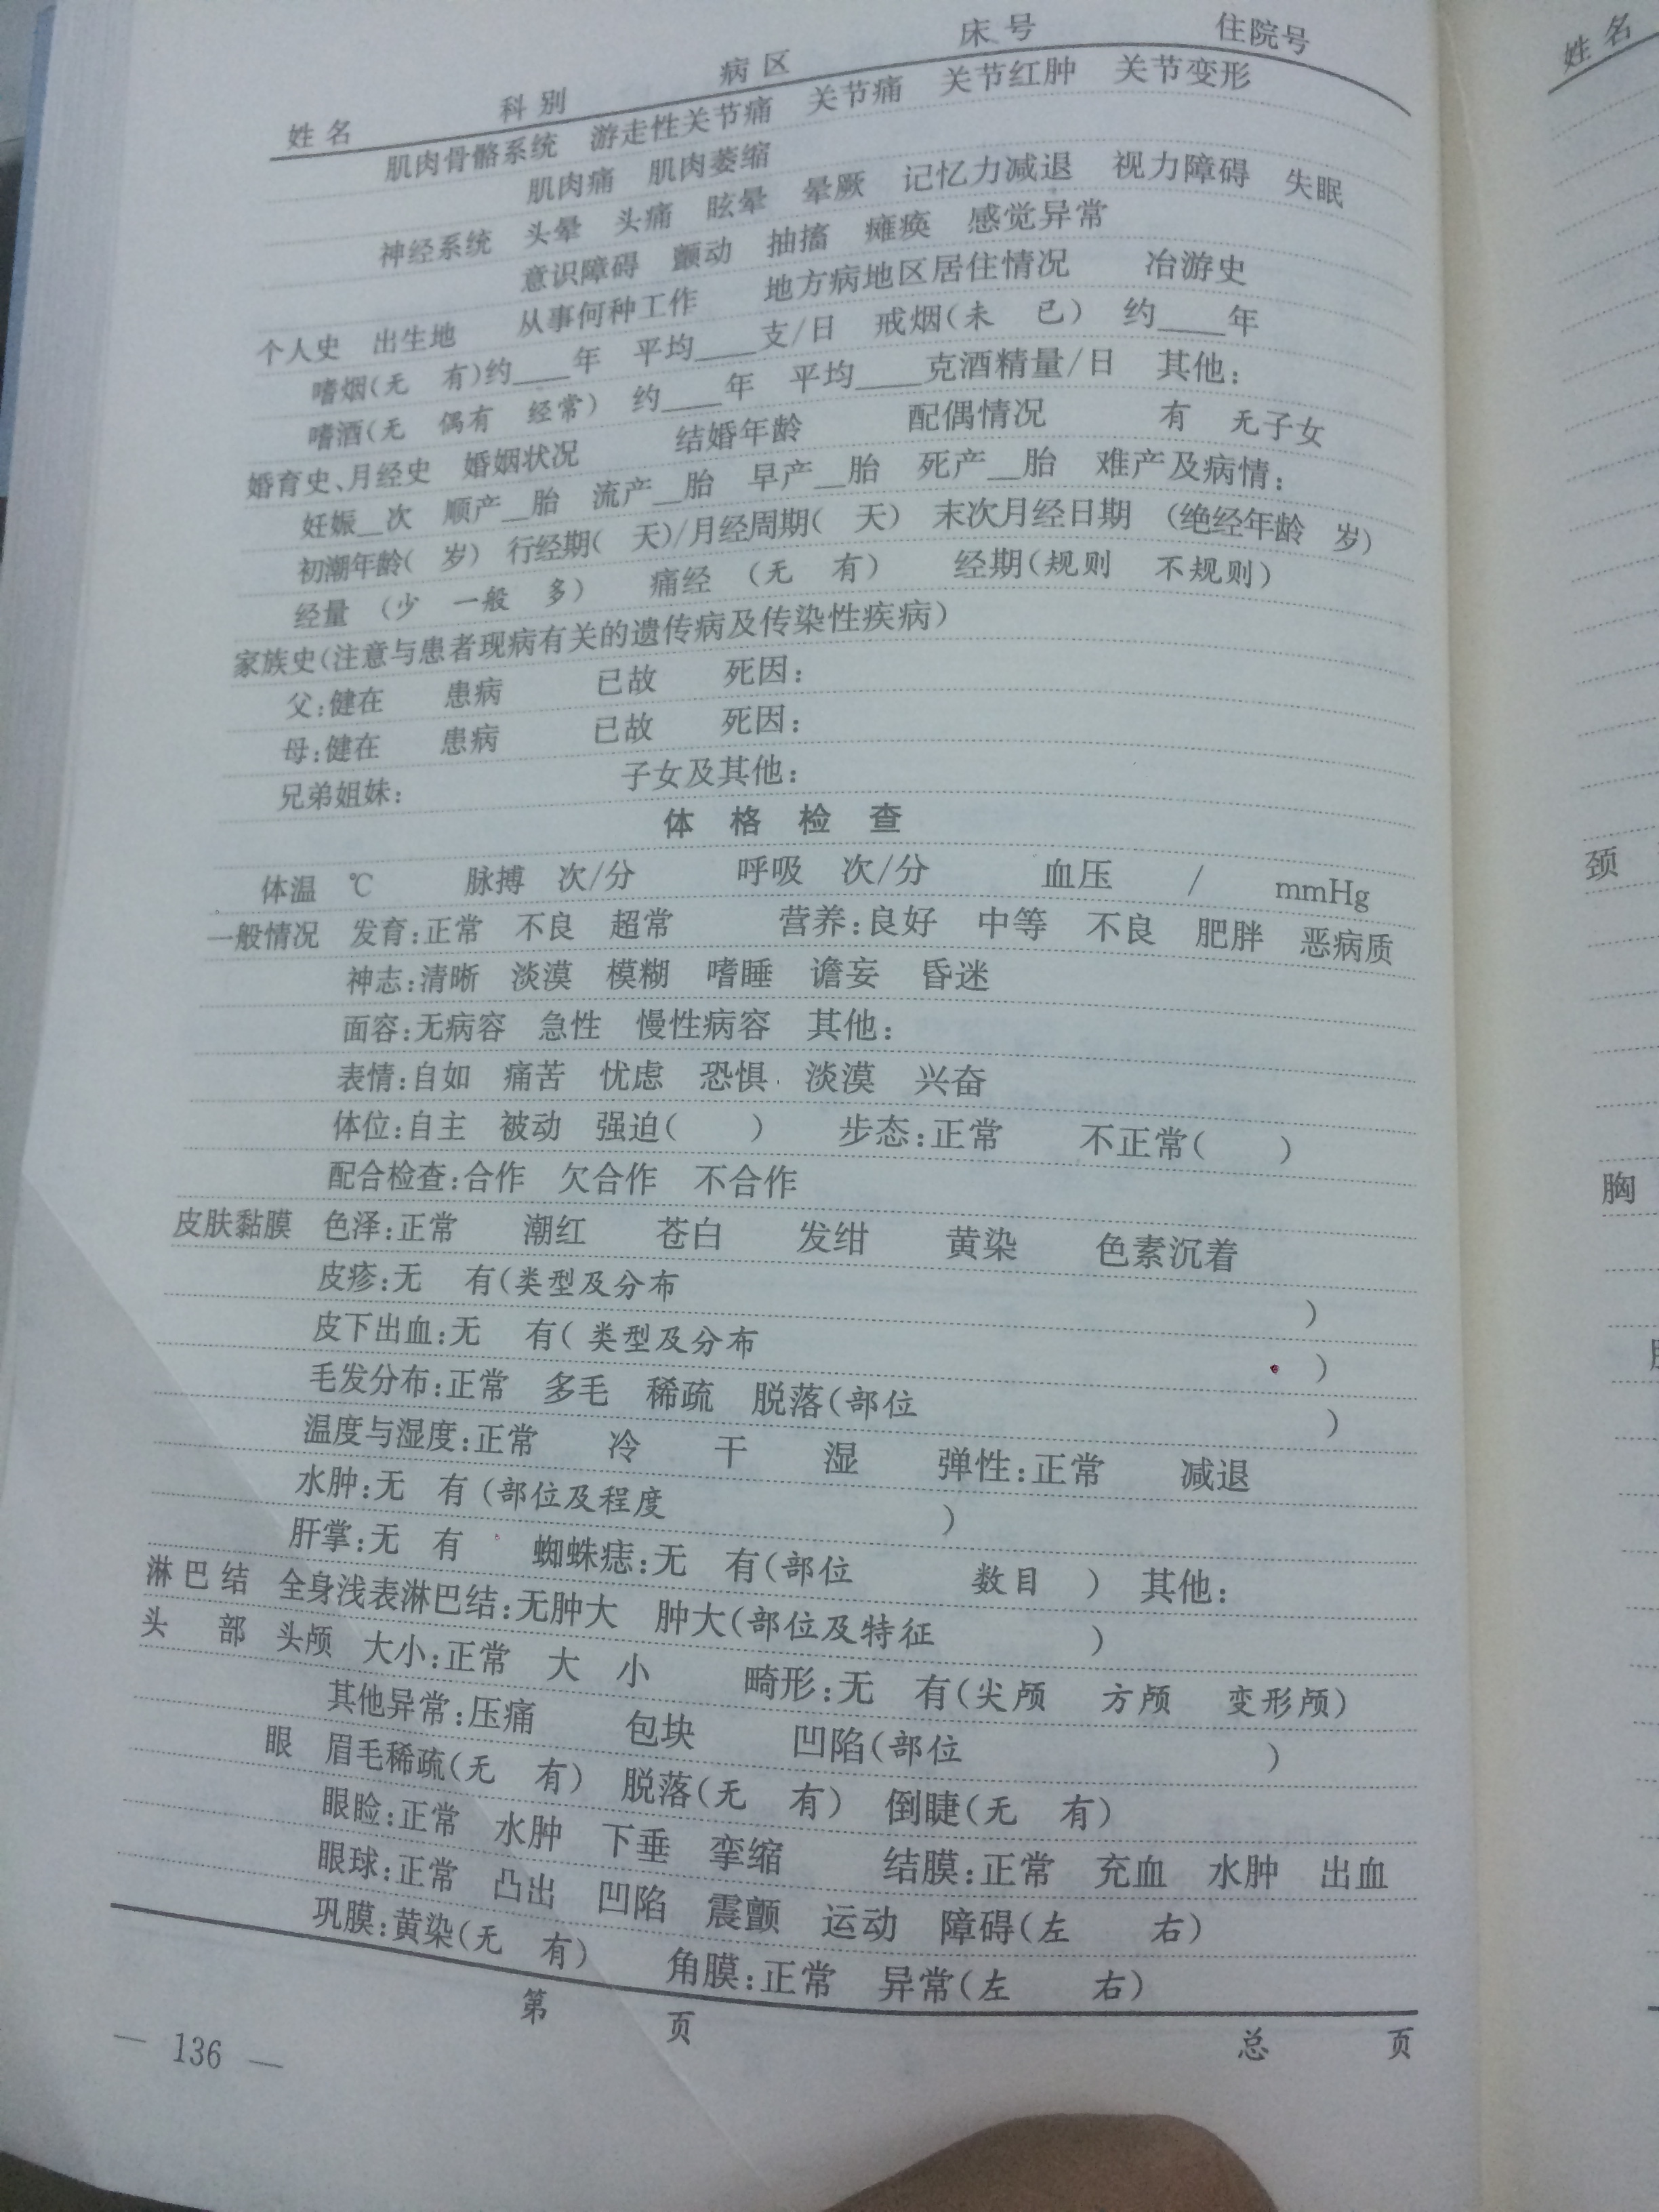 姓名 科别 病区 床号 住院号
肌肉骨骼系统 游走性关节痛 关节痛 关节红肿 关节变形
肌肉痛 肌肉萎缩
神经系统 头晕 头痛 眩晕 晕厥 记忆力减退 视力障碍 失眠
意识障碍 颤动 抽搐 瘫痪 感觉异常
个人史 出生地 从事何种工作 地方病地区居住情况 冶游史
嗜烟(无 有)约____年 平均____支/日 戒烟(未 已) 约____年
嗜酒(无 偶有 经常) 约____年 平均____克酒精量/日 其他:
婚育史、月经史 婚姻状况 结婚年龄 配偶情况 有 无子女
妊娠__次 顺产__胎 流产__胎 早产__胎 死产__胎 难产及病情:
初潮年龄( 岁) 行经期( 天)/月经周期( 天) 末次月经日期 (绝经年龄 岁)
经量 (少 一般 多) 痛经 (无 有) 经期(规则 不规则)
家族史(注意与患者现病有关的遗传病及传染性疾病)
父:健在 患病 已故 死因:
母:健在 患病 已故 死因:
兄弟姐妹: 子女及其他:
体 格 检 查
体温 ℃ 脉搏 次/分 呼吸 次/分 血压 / mmHg
一般情况 发育:正常 不良 超常 营养:良好 中等 不良 肥胖 恶病质
神志:清晰 淡漠 模糊 嗜睡 谵妄 昏迷
面容:无病容 急性 慢性病容 其他:
表情:自如 痛苦 忧虑 恐惧 淡漠 兴奋
体位:自主 被动 强迫( ) 步态:正常 不正常( )
配合检查:合作 欠合作 不合作
皮肤黏膜 色泽:正常 潮红 苍白 发绀 黄染 色素沉着
皮疹:无 有(类型及分布 )
皮下出血:无 有(类型及分布 )
毛发分布:正常 多毛 稀疏 脱落(部位 )
温度与湿度:正常 冷 干 湿 弹性:正常 减退
水肿:无 有(部位及程度 )
肝掌:无 有 蜘蛛痣:无 有(部位 数目 ) 其他:
淋巴结 全身浅表淋巴结:无肿大 肿大(部位及特征 )
头 部 头颅 大小:正常 大 小 畸形:无 有(尖颅 方颅 变形颅)
其他异常:压痛 包块 凹陷(部位 )
眼 眉毛稀疏(无 有) 脱落(无 有) 倒睫(无 有)
眼睑:正常 水肿 下垂 挛缩 结膜:正常 充血 水肿 出血
眼球:正常 凸出 凹陷 震颤 运动 障碍(左 右)
巩膜:黄染(无 有) 角膜:正常 异常(左 右)
第 页 总 页
— 136 —
姓名
颈
胸